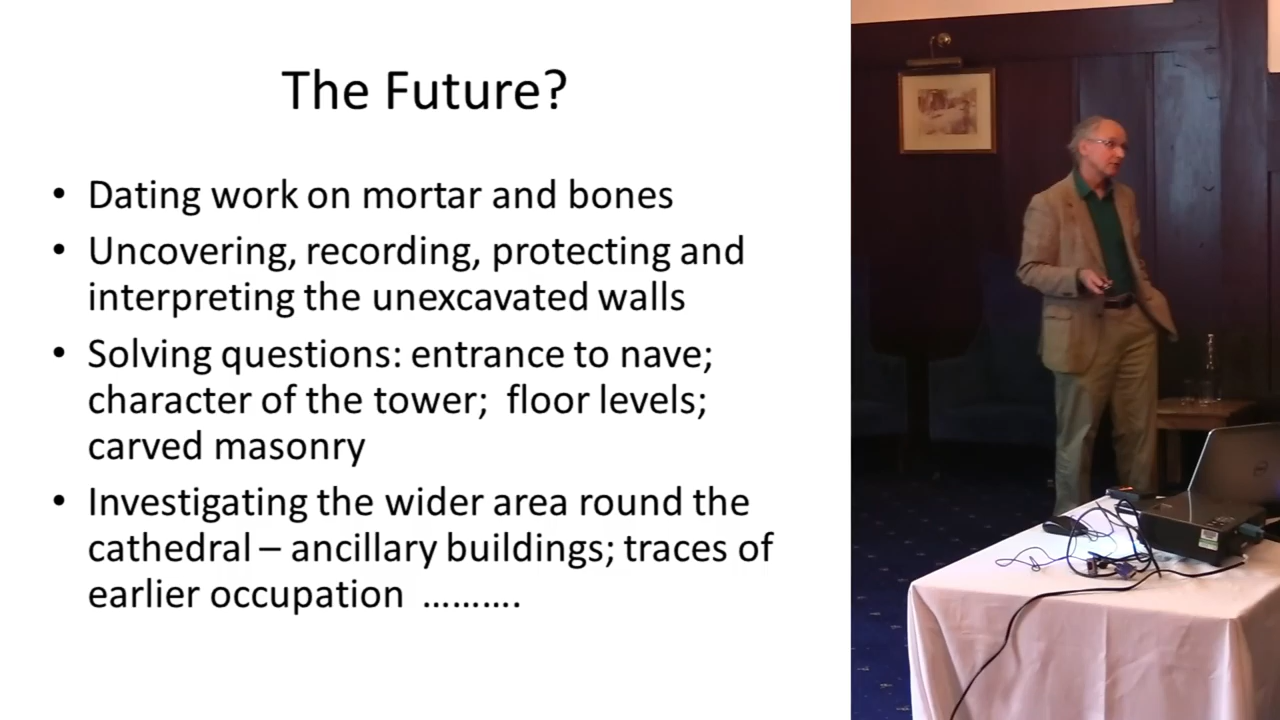 The Future?
• Dating work on mortar and bones
• Uncovering, recording, protecting and
interpreting the unexcavated walls
• Solving questions: entrance to nave;
character of the tower;  floor levels;
carved masonry
• Investigating the wider area round the
cathedral – ancillary buildings; traces of
earlier occupation  ……….